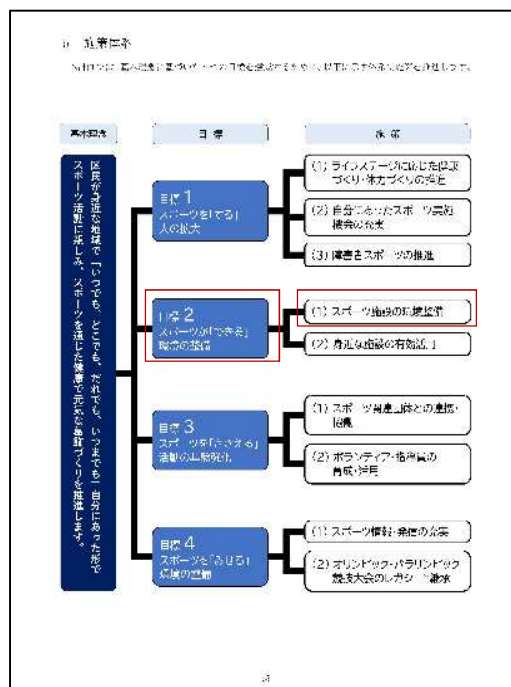 施策体系
基本理念
目標
施策
区民が身近な地域で「いつでも、どこでも、だれでも、いつまでも」自分にあった形で
スポーツ活動に親しみ、スポーツを通じた健康で元気な葛飾づくりを推進します。
目標 1
スポーツを「する」
人の拡大
(1) ライフステージに応じた健康
づくり・体力づくりの推進
(2) 自分にあったスポーツ実施
機会の充実
(3) 障害者スポーツの推進
目標 2
スポーツが「できる」
環境の整備
(1) スポーツ施設の環境整備
(2) 身近な施設の有効活用
目標 3
スポーツを「ささえる」
活動の
(1) スポーツ関連団体との連携・
協働
(2) ボランティア・指導員の
育成・活用
目標 4
スポーツを「みせる」
環境の整備
(1) スポーツ情報・発信の充実
(2) オリンピック・パラリンピック
競技大会のレガシー継承